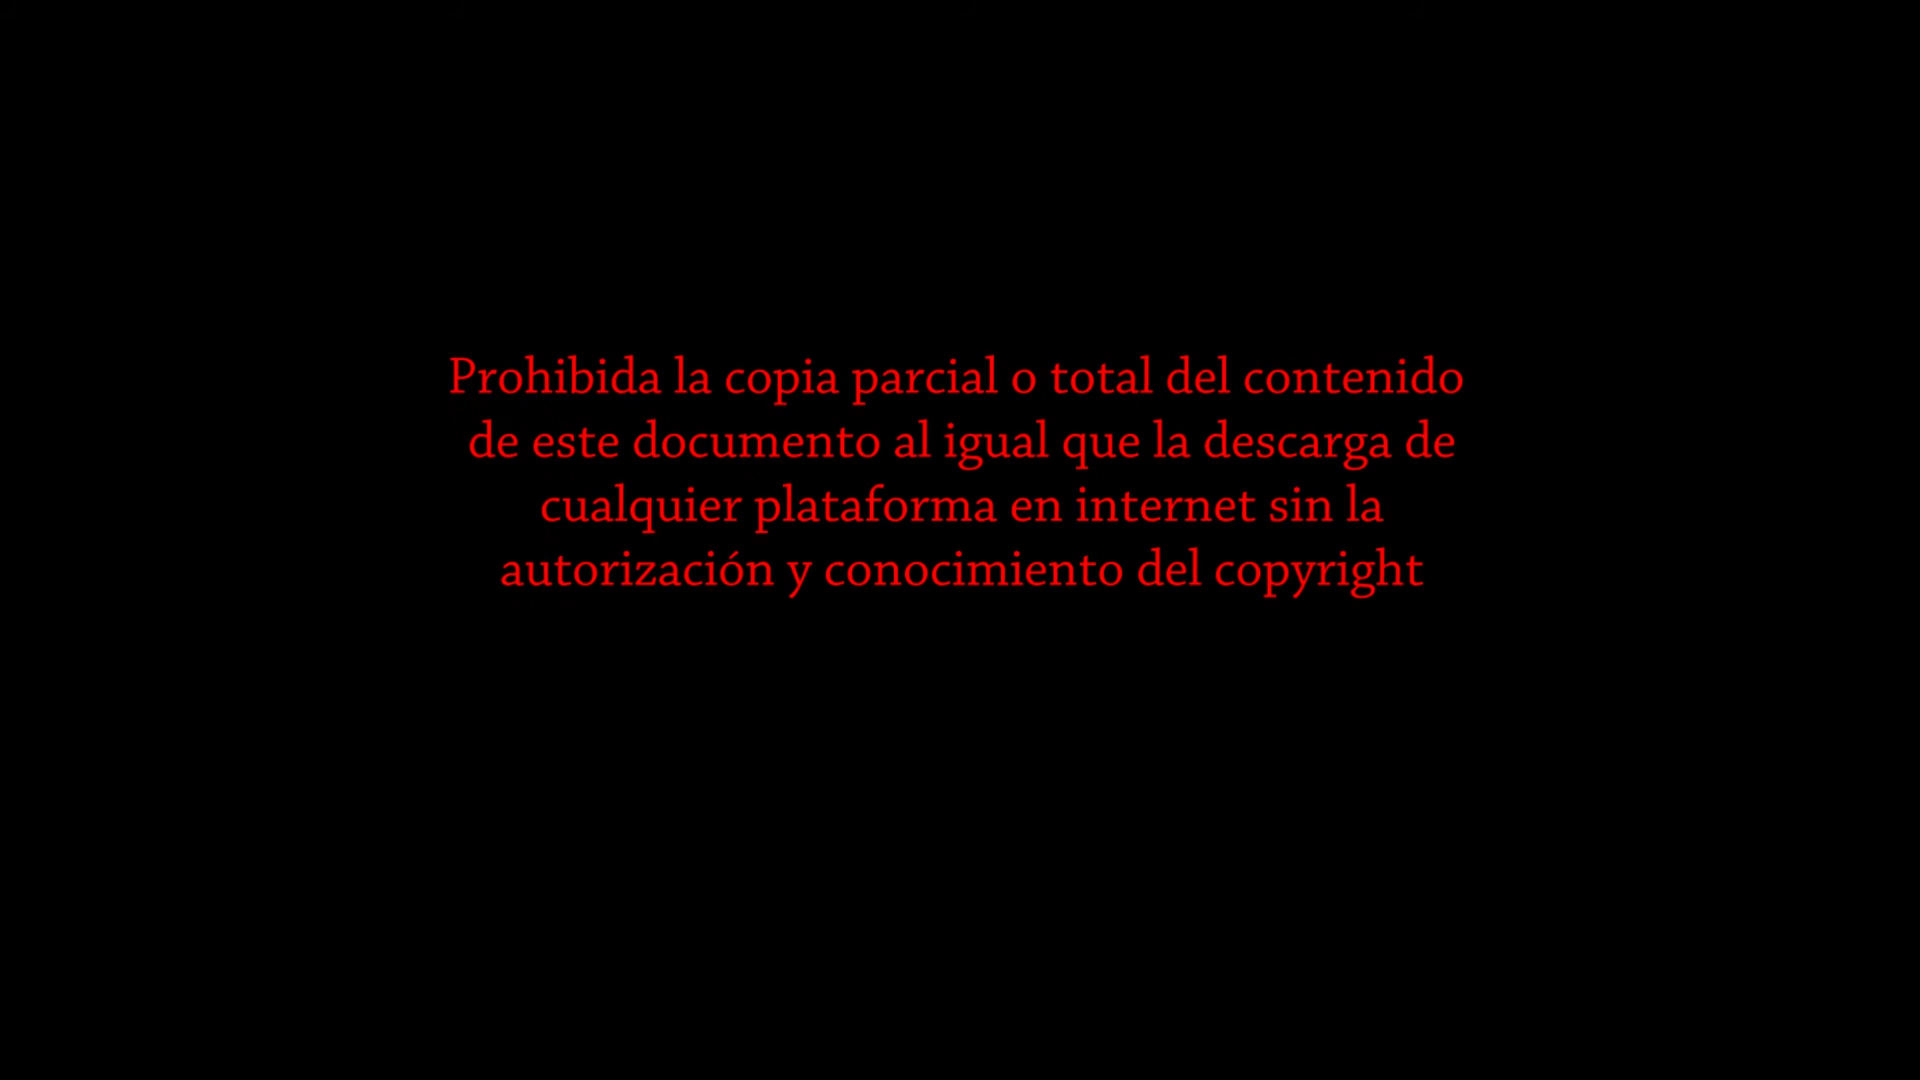 Prohibida la copia parcial o total del contenido
de este documento al igual que la descarga de
cualquier plataforma en internet sin la
autorización y conocimiento del copyright